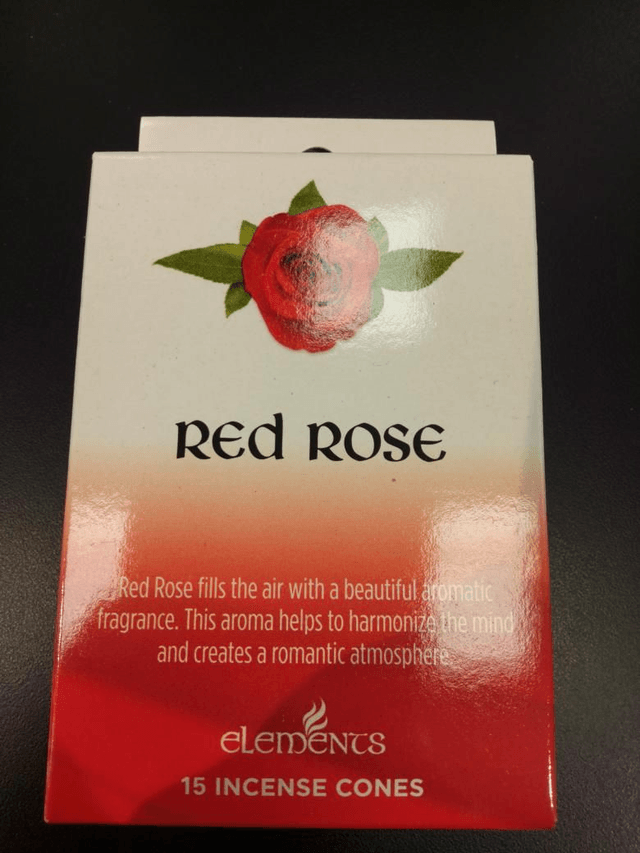 Red Rose
Red Rose fills the air with a beautiful aromatic
fragrance. This aroma helps to harmonize the mind
and creates a romantic atmosphere.
elements
15 INCENSE CONES